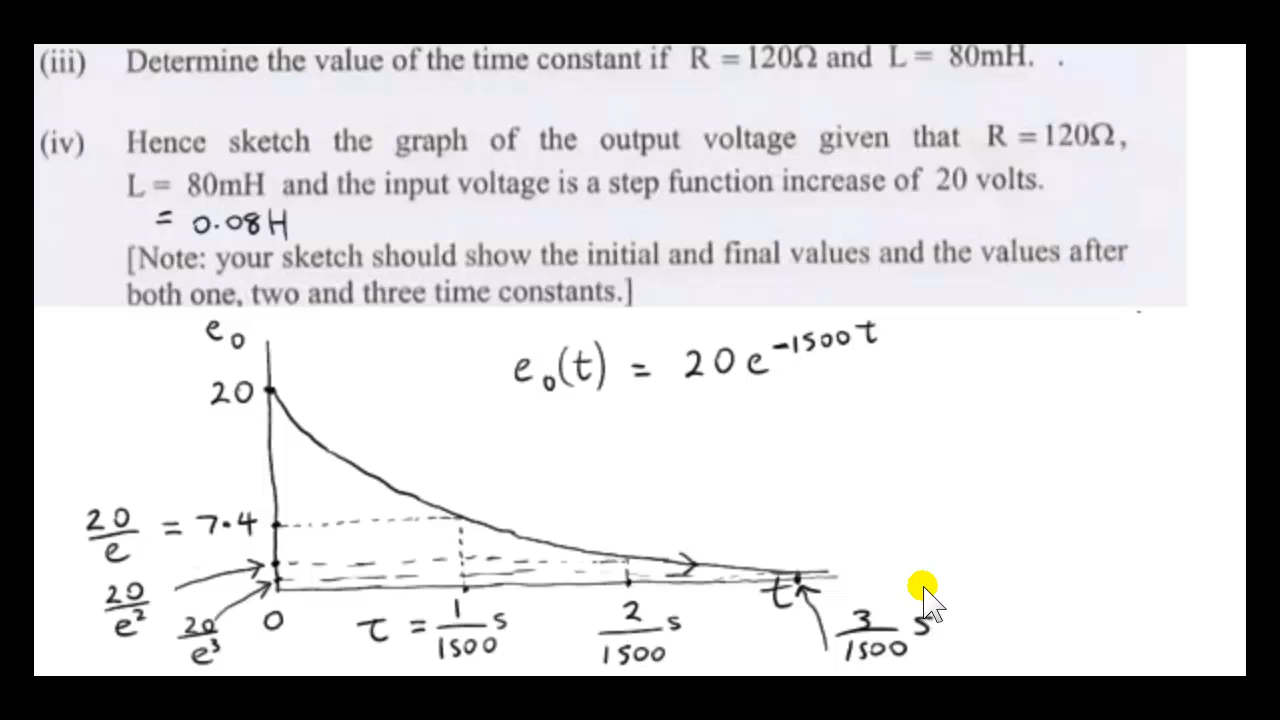 (iii) Determine the value of the time constant if R = 120Ω and L = 80mH. .
(iv) Hence sketch the graph of the output voltage given that R = 120Ω,
L = 80mH and the input voltage is a step function increase of 20 volts.
= 0.08H
[Note: your sketch should show the initial and final values and the values after
both one, two and three time constants.]
e₀
e₀(t) = 20e^(-1500t)
20
20/e = 7.4
20/e²
20/e³
0
τ = 1/1500 s
2/1500 s
t
3/1500 s